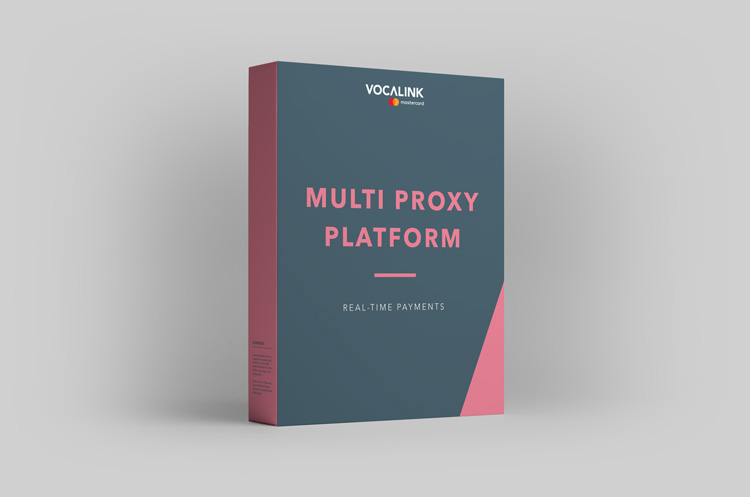 VOCALINK
mastercard
MULTI PROXY
PLATFORM
REAL-TIME PAYMENTS